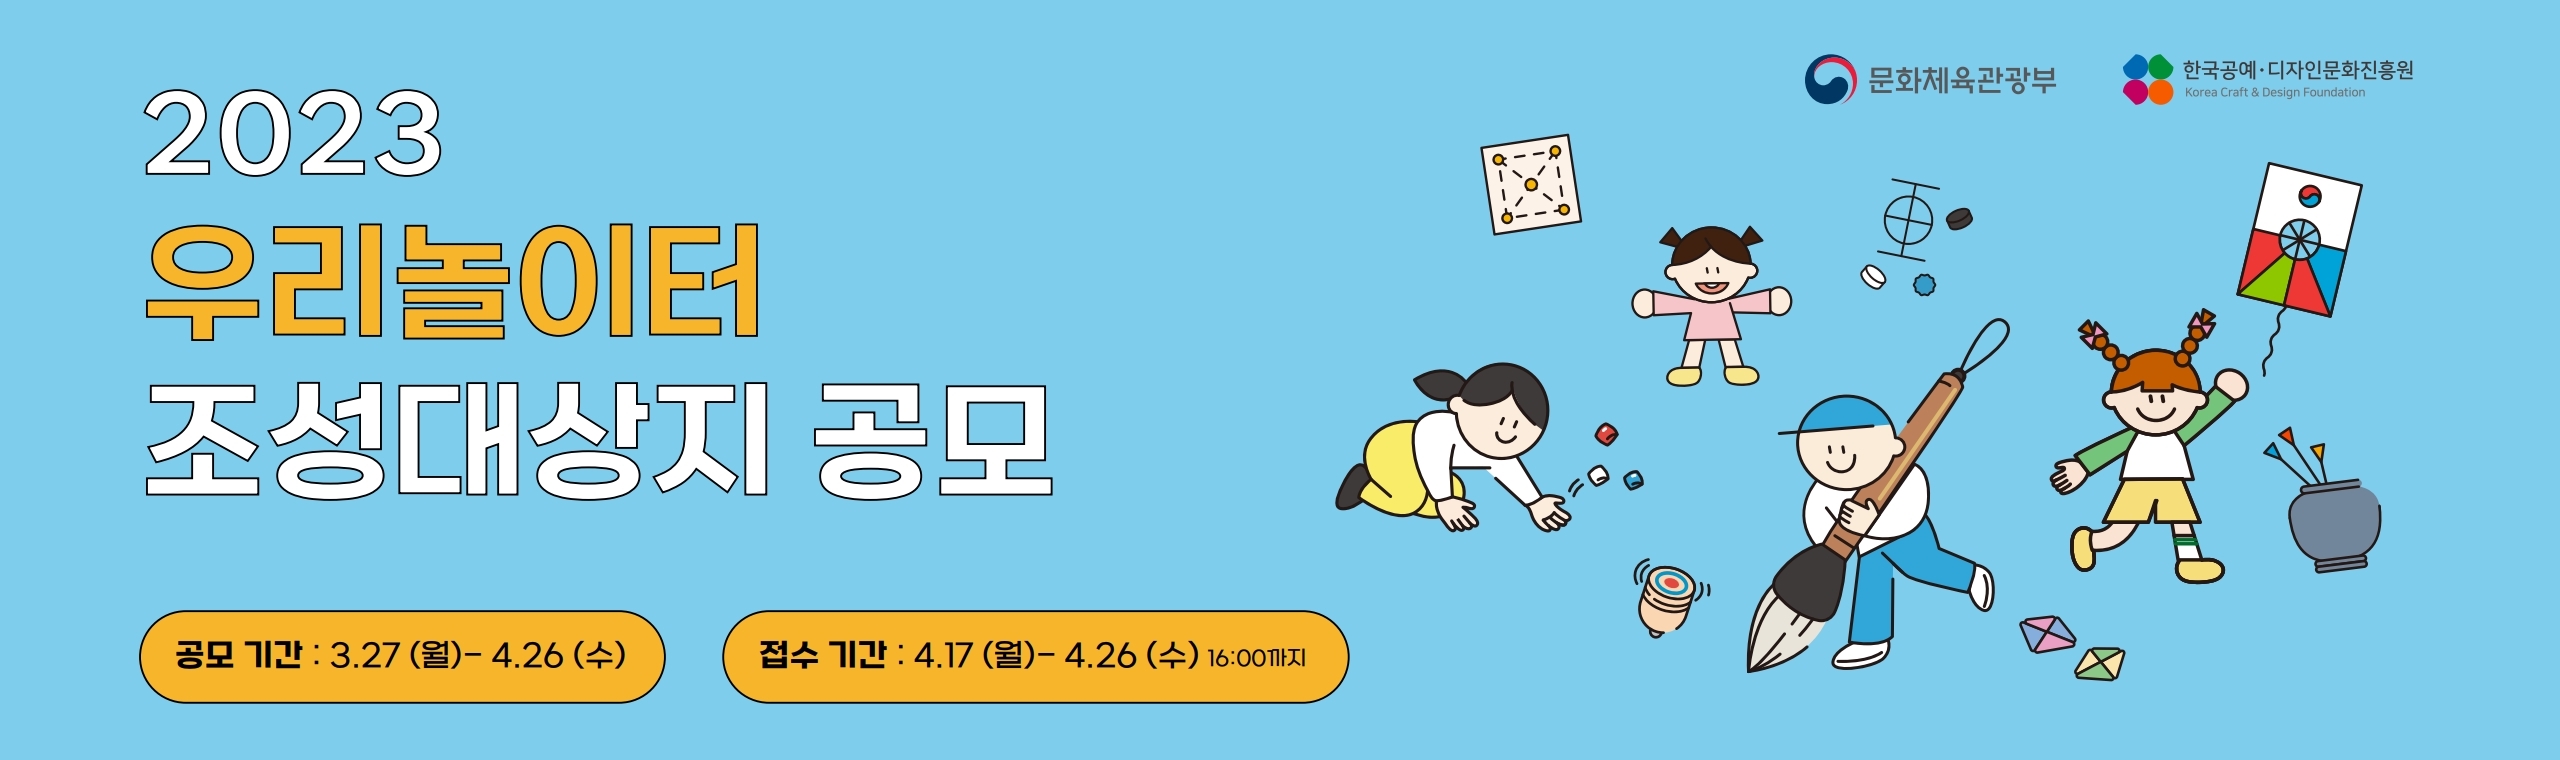 2023
우리놀이터
조성대상지 공모
공모 기간 : 3.27 (월)- 4.26 (수)
접수 기간 : 4.17 (월)- 4.26 (수) 16:00까지
문화체육관광부
한국공예·디자인문화진흥원
Korea Craft & Design Foundation